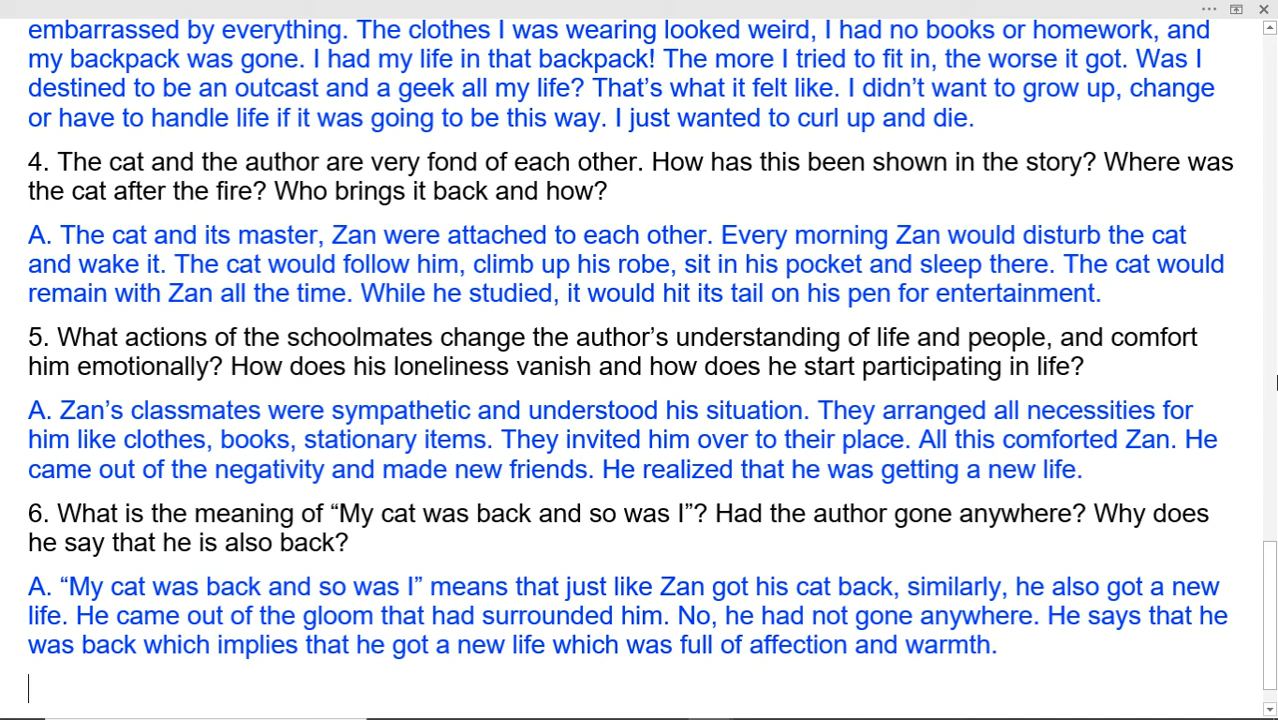 embarrassed by everything. The clothes I was wearing looked weird, I had no books or homework, and
my backpack was gone. I had my life in that backpack! The more I tried to fit in, the worse it got. Was I
destined to be an outcast and a geek all my life? That’s what it felt like. I didn’t want to grow up, change
or have to handle life if it was going to be this way. I just wanted to curl up and die.
4. The cat and the author are very fond of each other. How has this been shown in the story? Where was
the cat after the fire? Who brings it back and how?
A. The cat and its master, Zan were attached to each other. Every morning Zan would disturb the cat
and wake it. The cat would follow him, climb up his robe, sit in his pocket and sleep there. The cat would
remain with Zan all the time. While he studied, it would hit its tail on his pen for entertainment.
5. What actions of the schoolmates change the author’s understanding of life and people, and comfort
him emotionally? How does his loneliness vanish and how does he start participating in life?
A. Zan’s classmates were sympathetic and understood his situation. They arranged all necessities for
him like clothes, books, stationary items. They invited him over to their place. All this comforted Zan. He
came out of the negativity and made new friends. He realized that he was getting a new life.
6. What is the meaning of “My cat was back and so was I”? Had the author gone anywhere? Why does
he say that he is also back?
A. “My cat was back and so was I” means that just like Zan got his cat back, similarly, he also got a new
life. He came out of the gloom that had surrounded him. No, he had not gone anywhere. He says that he
was back which implies that he got a new life which was full of affection and warmth.